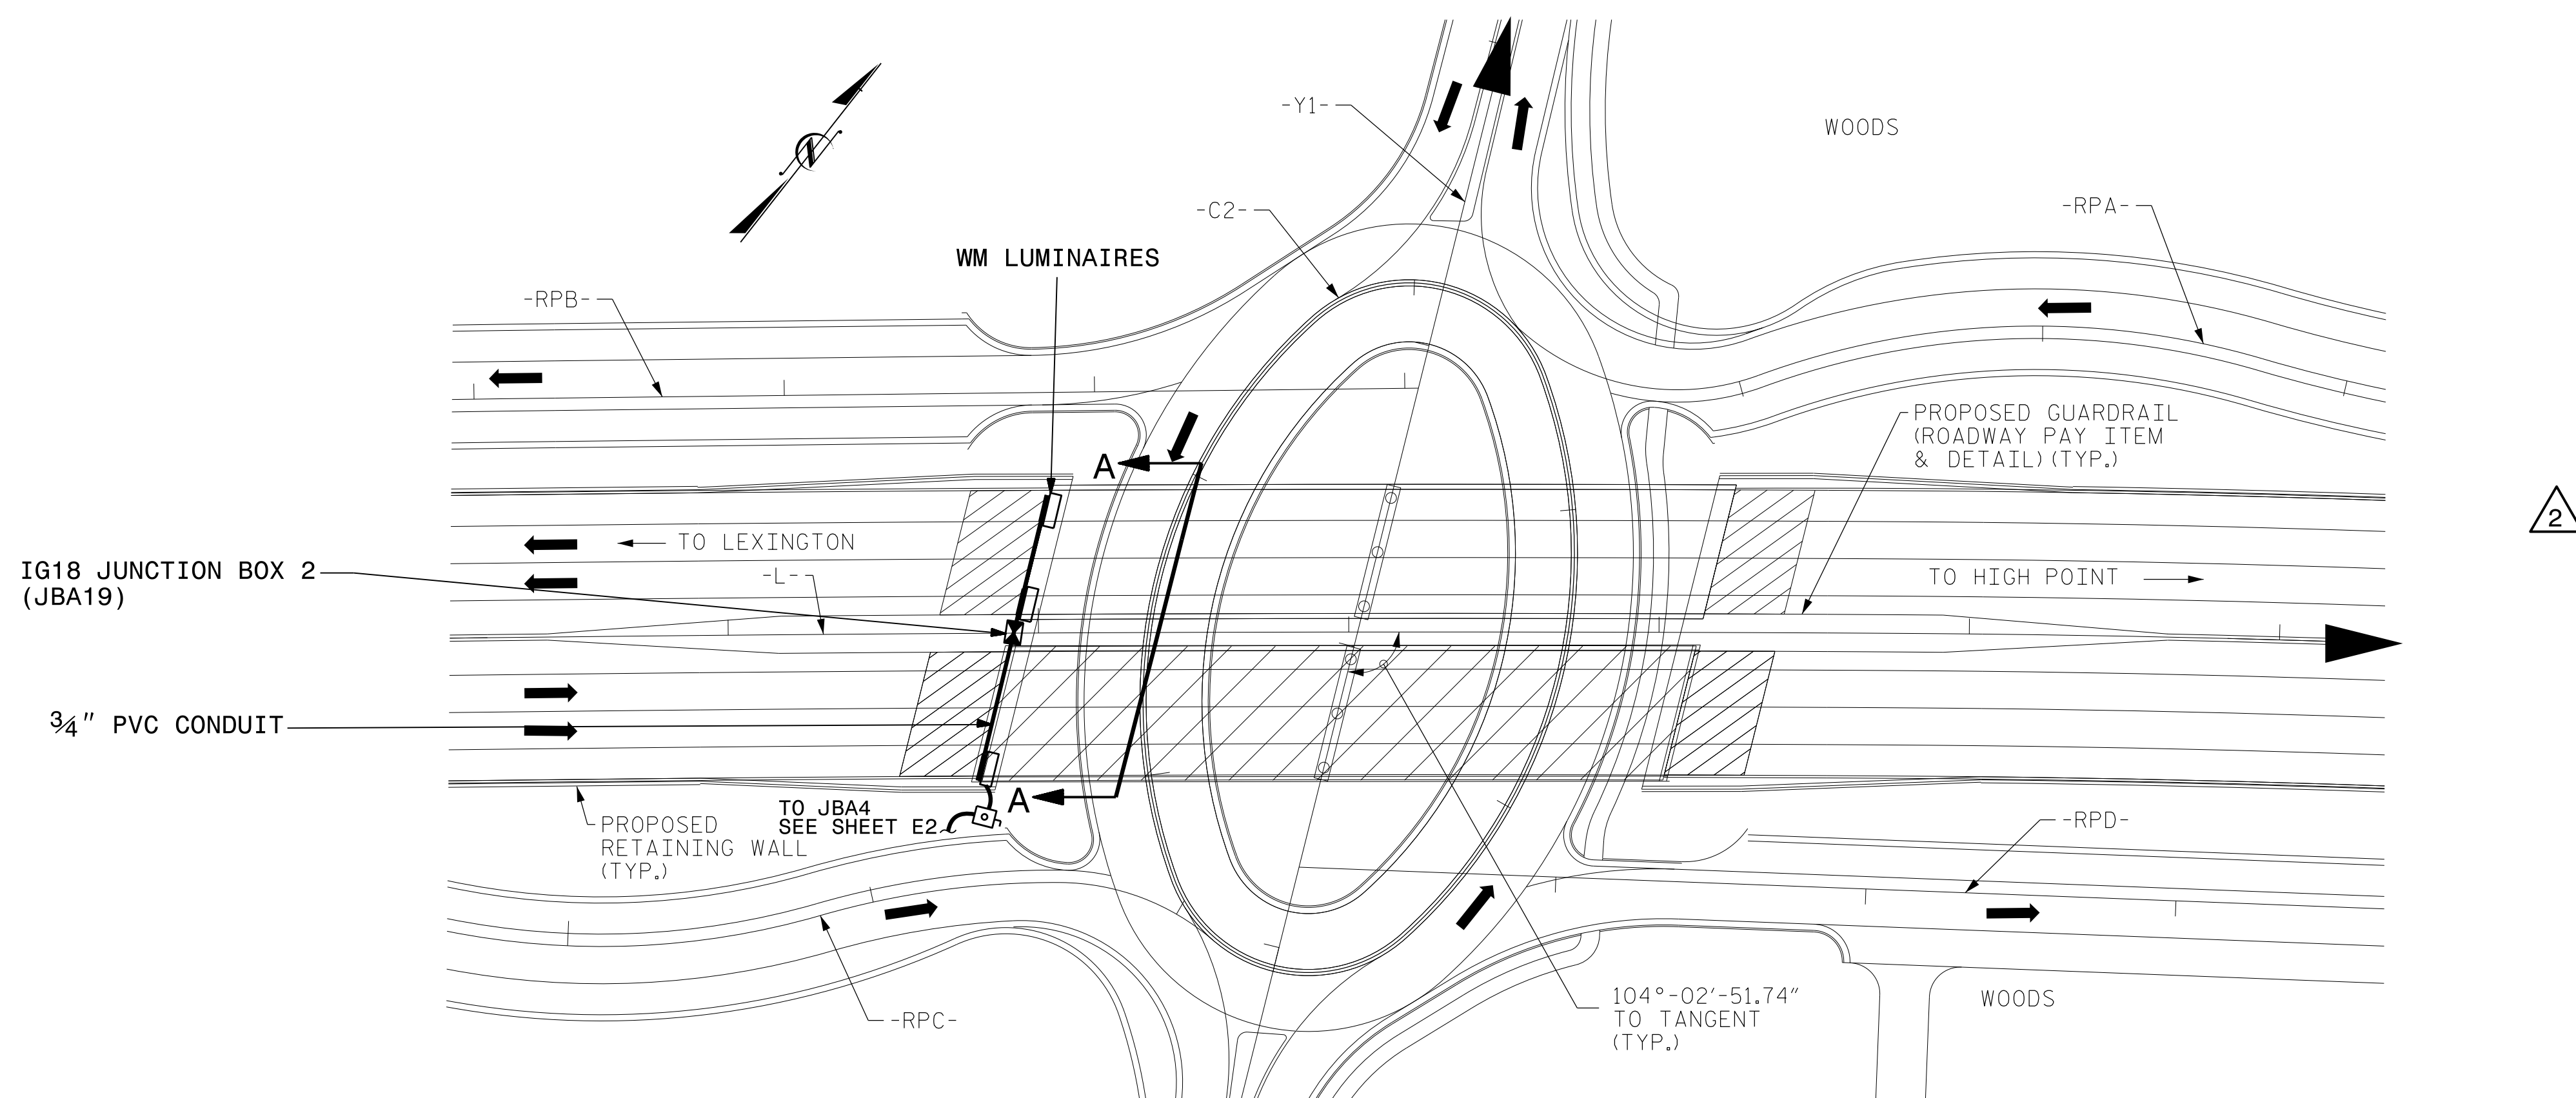 -Y1-
WOODS
-C2-
-RPA-
N
WM LUMINAIRES
-RPB-
PROPOSED GUARDRAIL
(ROADWAY PAY ITEM
& DETAIL)(TYP.)
A
2
TO LEXINGTON
IG18 JUNCTION BOX 2
(JBA19)
-L-
TO HIGH POINT
¾" PVC CONDUIT
A
TO JBA4
SEE SHEET E2
PROPOSED
RETAINING WALL
(TYP.)
-RPD-
104°-02'-51.74"
TO TANGENT
(TYP.)
WOODS
-RPC-